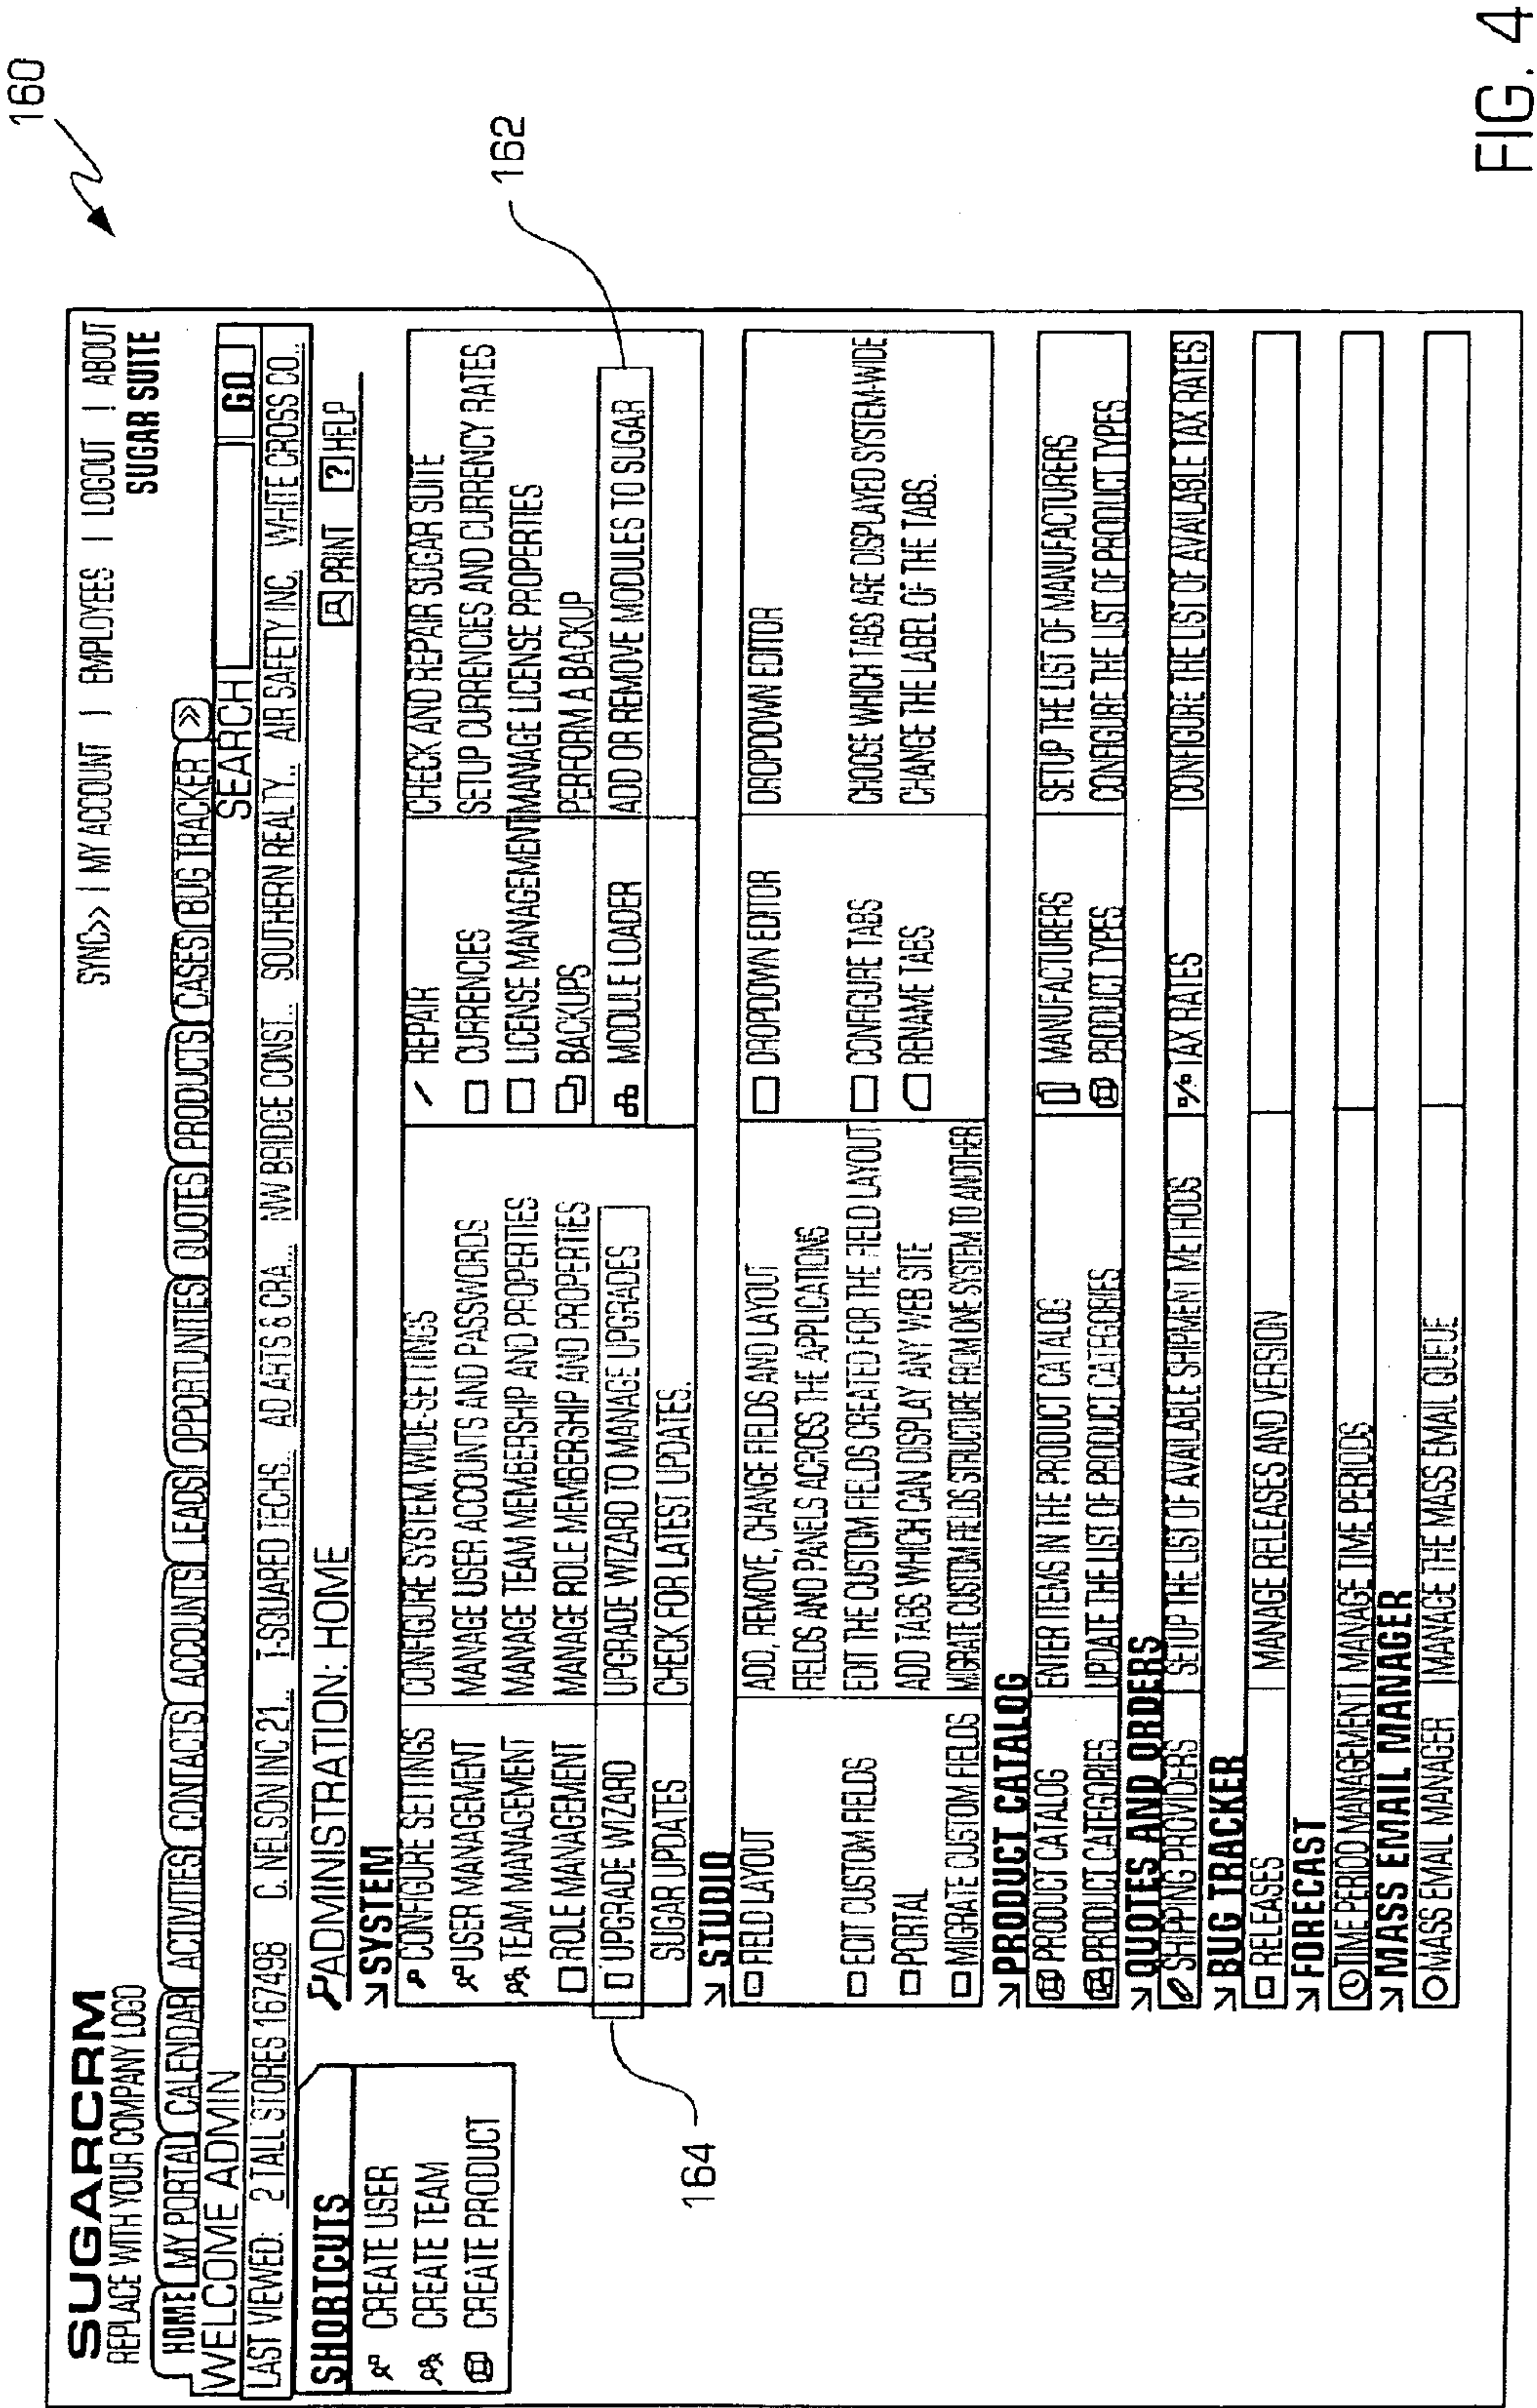 160
SYNC>> | MY ACCOUNT | EMPLOYEES | LOGOUT | ABOUT
SUGARCRM
SUGAR SUITE
REPLACE WITH YOUR COMPANY LOGO
HOME MY PORTAL CALENDAR ACTIVITIES CONTACTS ACCOUNTS LEADS OPPORTUNITIES QUOTES PRODUCTS CASES BUG TRACKER >>
WELCOME ADMIN SEARCH GO
LAST VIEWED: 2 TALL STORES 167498 C. NELSON INC 21.. T-SQUARED TECHS.. AD ARTS & CRA... NW BRIDGE CONST.. SOUTHERN REALTY.. AIR SAFETY INC. WHITE CROSS CO..
SHORTCUTS
CREATE USER
CREATE TEAM
CREATE PRODUCT
ADMINISTRATION: HOME PRINT ? HELP
SYSTEM
CONFIGURE SETTINGS CONFIGURE SYSTEM.WIDE-SETTINGS REPAIR CHECK AND REPAIR SUGAR SUITE
USER MANAGEMENT MANAGE USER ACCOUNTS AND PASSWORDS CURRENCIES SETUP CURRENCIES AND CURRENCY RATES
TEAM MANAGEMENT MANAGE TEAM MEMBERSHIP AND PROPERTIES LICENSE MANAGEMENT MANAGE LICENSE PROPERTIES
ROLE MANAGEMENT MANAGE ROLE MEMBERSHIP AND PROPERTIES BACKUPS PERFORM A BACKUP
UPGRADE WIZARD UPGRADE WIZARD TO MANAGE UPGRADES MODULE LOADER ADD OR REMOVE MODULES TO SUGAR
SUGAR UPDATES CHECK FOR LATEST UPDATES.
162
164
STUDIO
FIELD LAYOUT ADD, REMOVE, CHANGE FIELDS AND LAYOUT DROPDOWN EDITOR DROPDOWN EDITOR
FIELDS AND PANELS ACROSS THE APPLICATIONS
EDIT CUSTOM FIELDS EDIT THE CUSTOM FIELDS CREATED FOR THE FIELD LAYOUT CONFIGURE TABS CHOOSE WHICH TABS ARE DISPLAYED SYSTEM-WIDE
PORTAL ADD TABS WHICH CAN DISPLAY ANY WEB SITE RENAME TABS CHANGE THE LABEL OF THE TABS.
MIGRATE CUSTOM FIELDS MIGRATE CUSTOM FIELDS STRUCTURE FROM ONE SYSTEM TO ANOTHER
PRODUCT CATALOG
PRODUCT CATALOG ENTER ITEMS IN THE PRODUCT CATALOG MANUFACTURERS SETUP THE LIST OF MANUFACTURERS
PRODUCT CATEGORIES UPDATE THE LIST OF PRODUCT CATEGORIES PRODUCT TYPES CONFIGURE THE LIST OF PRODUCT TYPES
QUOTES AND ORDERS
SHIPPING PROVIDERS SETUP THE LIST OF AVAILABLE SHIPMENT METHODS % TAX RATES CONFIGURE THE LIST OF AVAILABLE TAX RATES
BUG TRACKER
RELEASES MANAGE RELEASES AND VERSION
FORECAST
TIME PERIOD MANAGEMENT MANAGE TIME PERIODS
MASS EMAIL MANAGER
MASS EMAIL MANAGER MANAGE THE MASS EMAIL QUEUE
FIG. 4